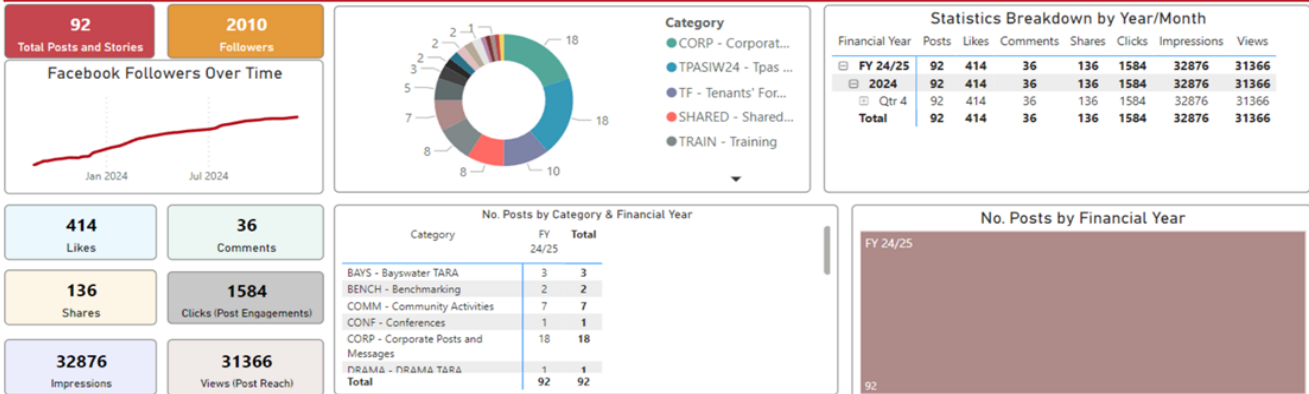 92
Total Posts and Stories
2010
Followers
Facebook Followers Over Time
Jan 2024
Jul 2024
18
18
10
8
8
7
5
3
2
2
2
1
Category
CORP - Corporat...
TPASIW24 - Tpas ...
TF - Tenants' For...
SHARED - Shared...
TRAIN - Training
Statistics Breakdown by Year/Month
Financial Year Posts Likes Comments Shares Clicks Impressions Views
FY 24/25 92 414 36 136 1584 32876 31366
2024 92 414 36 136 1584 32876 31366
Qtr 4 92 414 36 136 1584 32876 31366
Total 92 414 36 136 1584 32876 31366
414
Likes
36
Comments
136
Shares
1584
Clicks (Post Engagements)
32876
Impressions
31366
Views (Post Reach)
No. Posts by Category & Financial Year
Category FY Total
24/25
BAYS - Bayswater TARA 3 3
BENCH - Benchmarking 2 2
COMM - Community Activities 7 7
CONF - Conferences 1 1
CORP - Corporate Posts and 18 18
Messages
DRAMA - DRAMA TARA 1 1
Total 92 92
No. Posts by Financial Year
FY 24/25
92